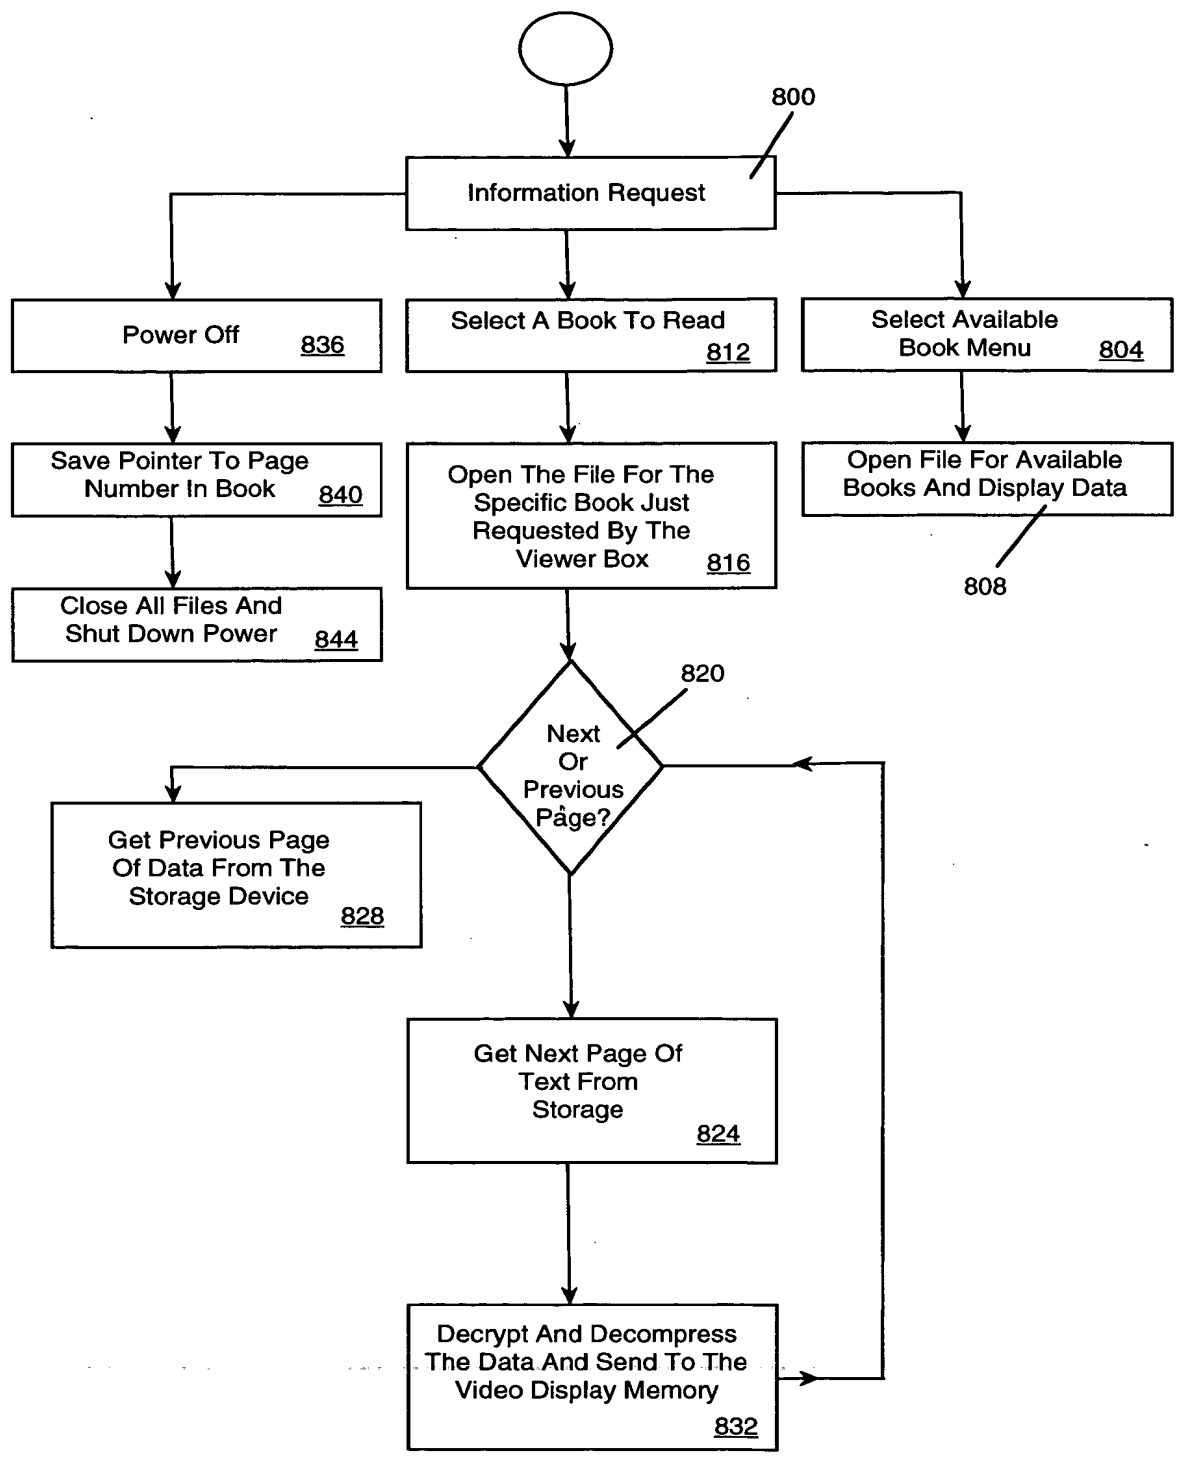 800
Information Request
Power Off
836
Select A Book To Read
812
Select Available
Book Menu
804
Save Pointer To Page
Number In Book
840
Open The File For The
Specific Book Just
Requested By The
Viewer Box
816
Open File For Available
Books And Display Data
808
Close All Files And
Shut Down Power
844
820
Next
Or
Previous
Page?
Get Previous Page
Of Data From The
Storage Device
828
Get Next Page Of
Text From
Storage
824
Decrypt And Decompress
The Data And Send To The
Video Display Memory
832